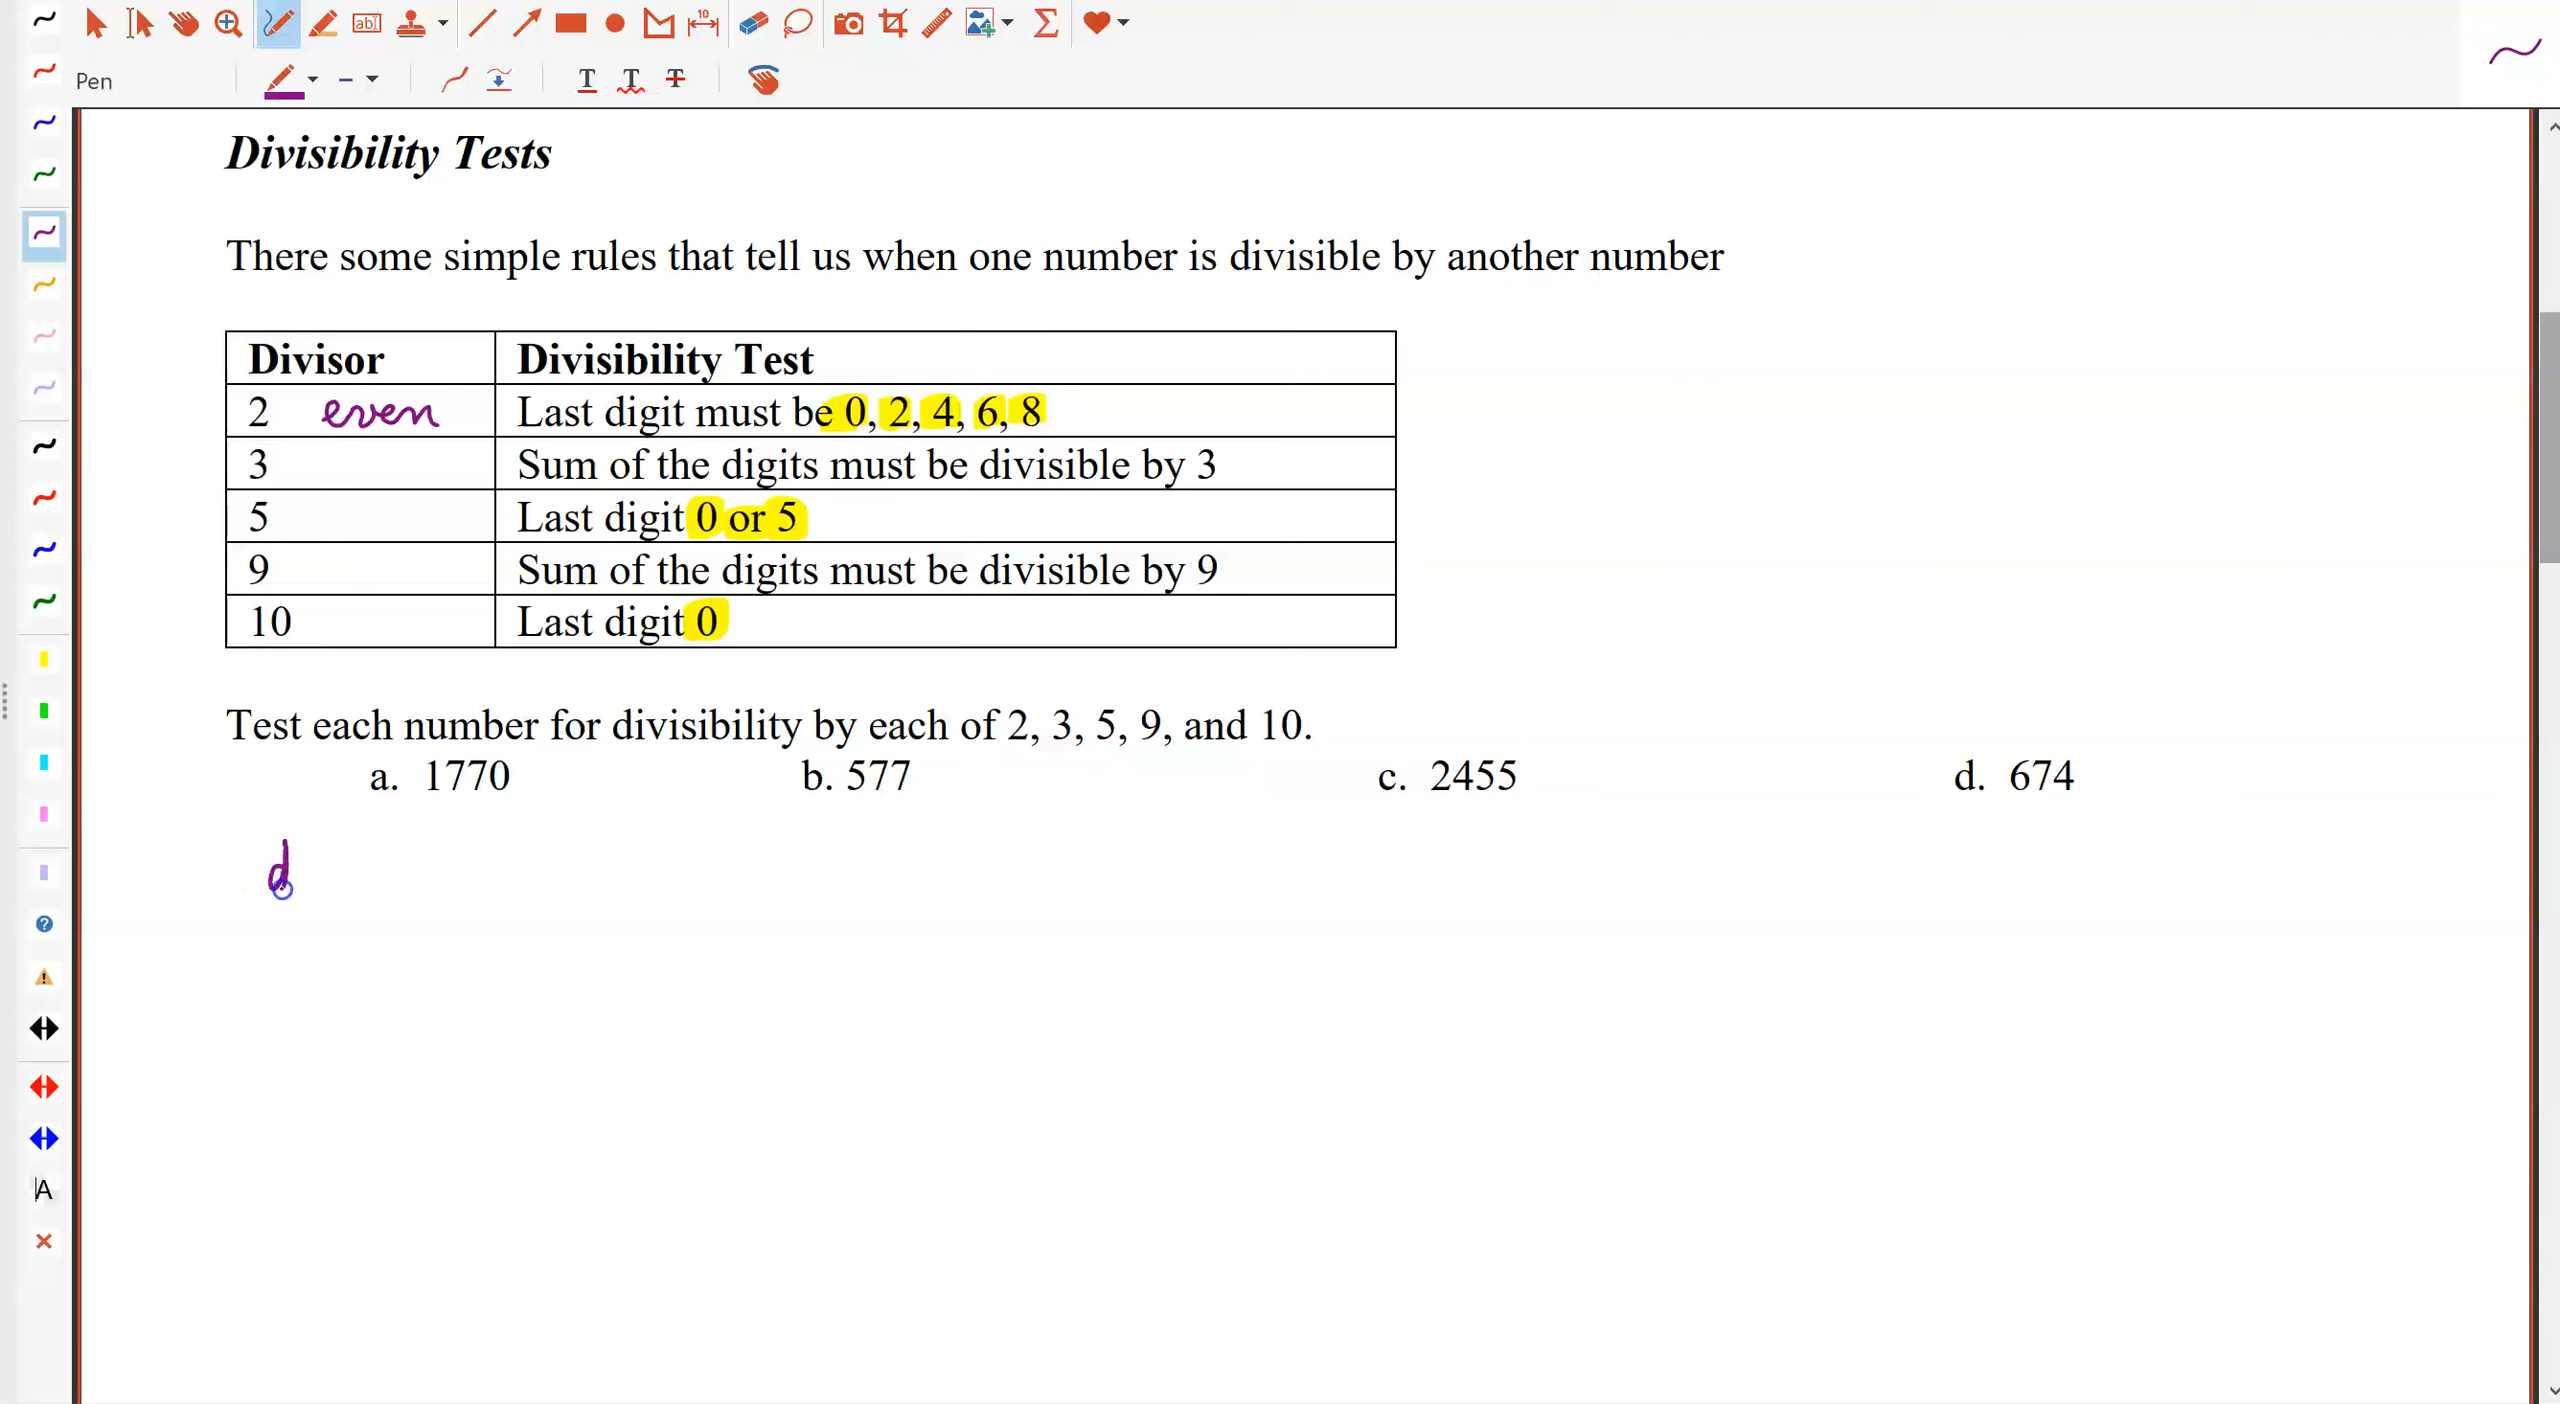 10
ab
Pen
T T T
Divisibility Tests
There some simple rules that tell us when one number is divisible by another number
Divisor Divisibility Test
2 even Last digit must be 0, 2, 4, 6, 8
3 Sum of the digits must be divisible by 3
5 Last digit 0 or 5
9 Sum of the digits must be divisible by 9
10 Last digit 0
Test each number for divisibility by each of 2, 3, 5, 9, and 10.
a. 1770 b. 577 c. 2455 d. 674
d
A